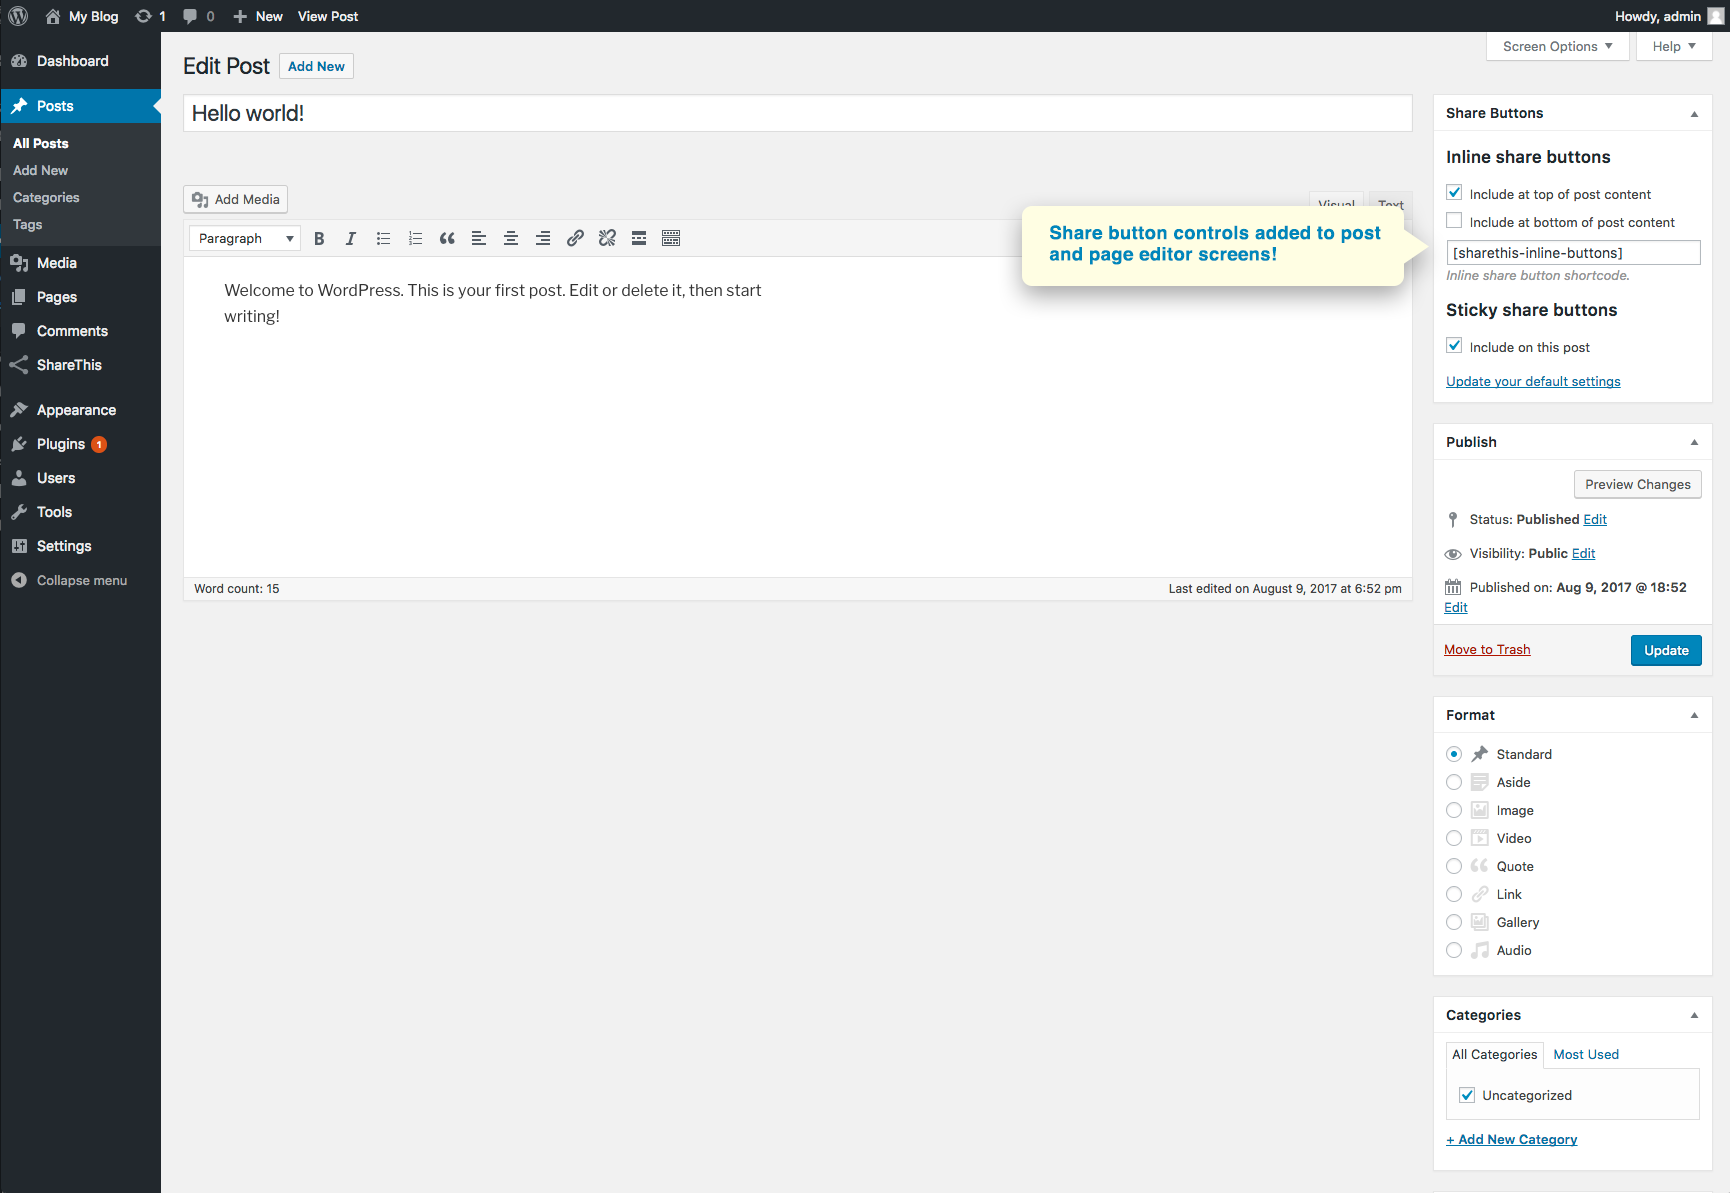 My Blog 1 0 New View Post Howdy, admin
Screen Options Help
Dashboard
Posts
All Posts
Add New
Categories
Tags
Media
Pages
Comments
ShareThis
Appearance
Plugins 1
Users
Tools
Settings
Collapse menu
Edit Post Add New
Hello world!
Add Media
Visual Text
Paragraph B I
Share button controls added to post
and page editor screens!
Welcome to WordPress. This is your first post. Edit or delete it, then start
writing!
Word count: 15 Last edited on August 9, 2017 at 6:52 pm
Share Buttons
Inline share buttons
Include at top of post content
Include at bottom of post content
[sharethis-inline-buttons]
Inline share button shortcode.
Sticky share buttons
Include on this post
Update your default settings
Publish
Preview Changes
Status: Published Edit
Visibility: Public Edit
Published on: Aug 9, 2017 @ 18:52
Edit
Move to Trash Update
Format
Standard
Aside
Image
Video
Quote
Link
Gallery
Audio
Categories
All Categories Most Used
Uncategorized
+ Add New Category